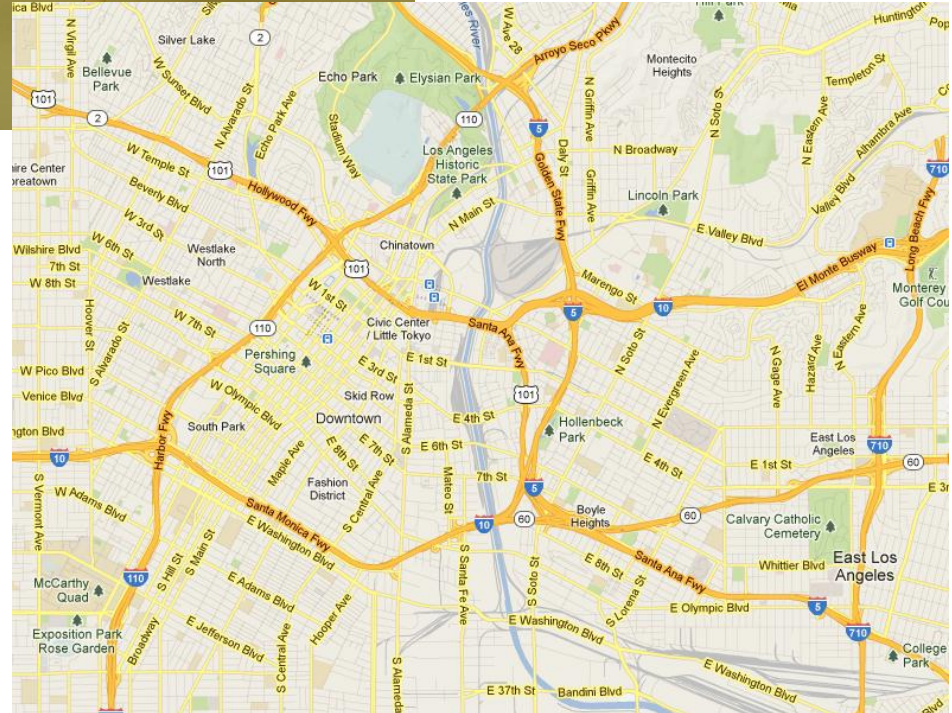 ica Blvd
N Virgil Ave
Silver Lake
2
W Ave 28
Arroyo Seco Pkwy
Huntington
Bellevue
Park
W Sunset Blvd
N Alvarado St
Echo Park Ave
Echo Park
Elysian Park
Montecito
Heights
Templeton St
101
2
110
5
Stadium Way
Los Angeles
Historic
State Park
N Griffin Ave
Daly St
Griffin Ave
N Broadway
N Soto St
N Eastern Ave
Alhambra Ave
710
ire Center
oreatown
W Temple St
101
Hollywood Fwy
Golden State Fwy
Lincoln Park
Valley Blvd
Beverly Blvd
W 3rd St
N Main St
E Valley Blvd
Long Beach Fwy
Wilshire Blvd
W 6th St
Westlake
North
Chinatown
El Monte Busway
7th St
W 8th St
Westlake
101
W 1st St
Marengo St
10
5
Monterey
Golf Cou
Hoover St
S Alvarado St
W 7th St
110
Civic Center
/ Little Tokyo
Santa Ana Fwy
N Soto St
N Evergreen Ave
N Gage Ave
Hazard Ave
N Eastern Ave
Pershing
Square
E 3rd St
E 1st St
W Pico Blvd
Venice Blvd
W Olympic Blvd
Skid Row
S Alameda St
101
ngton Blvd
South Park
Downtown
E 4th St
Hollenbeck
Park
East Los
Angeles
710
60
Harbor Fwy
10
Maple Ave
E 8th St
E 7th St
E 6th St
E 4th St
E 1st St
S Vermont Ave
W Adams Blvd
Fashion
District
S Central Ave
Mateo St
7th St
5
E 3r
Santa Monica Fwy
E Washington Blvd
10
60
Boyle
Heights
60
Calvary Catholic
Cemetery
S Hill St
S Main St
S Santa Fe Ave
S Soto St
E 8th St
Santa Ana Fwy
Whittier Blvd
East Los
Angeles
110
McCarthy
Quad
E Adams Blvd
Hooper Ave
S Lorena St
E Olympic Blvd
5
710
Exposition Park
Rose Garden
Broadway
E Jefferson Blvd
S Central Ave
E Washington Blvd
E Washington Blvd
College
Park
S Alameda
E 37th St
Bandini Blvd